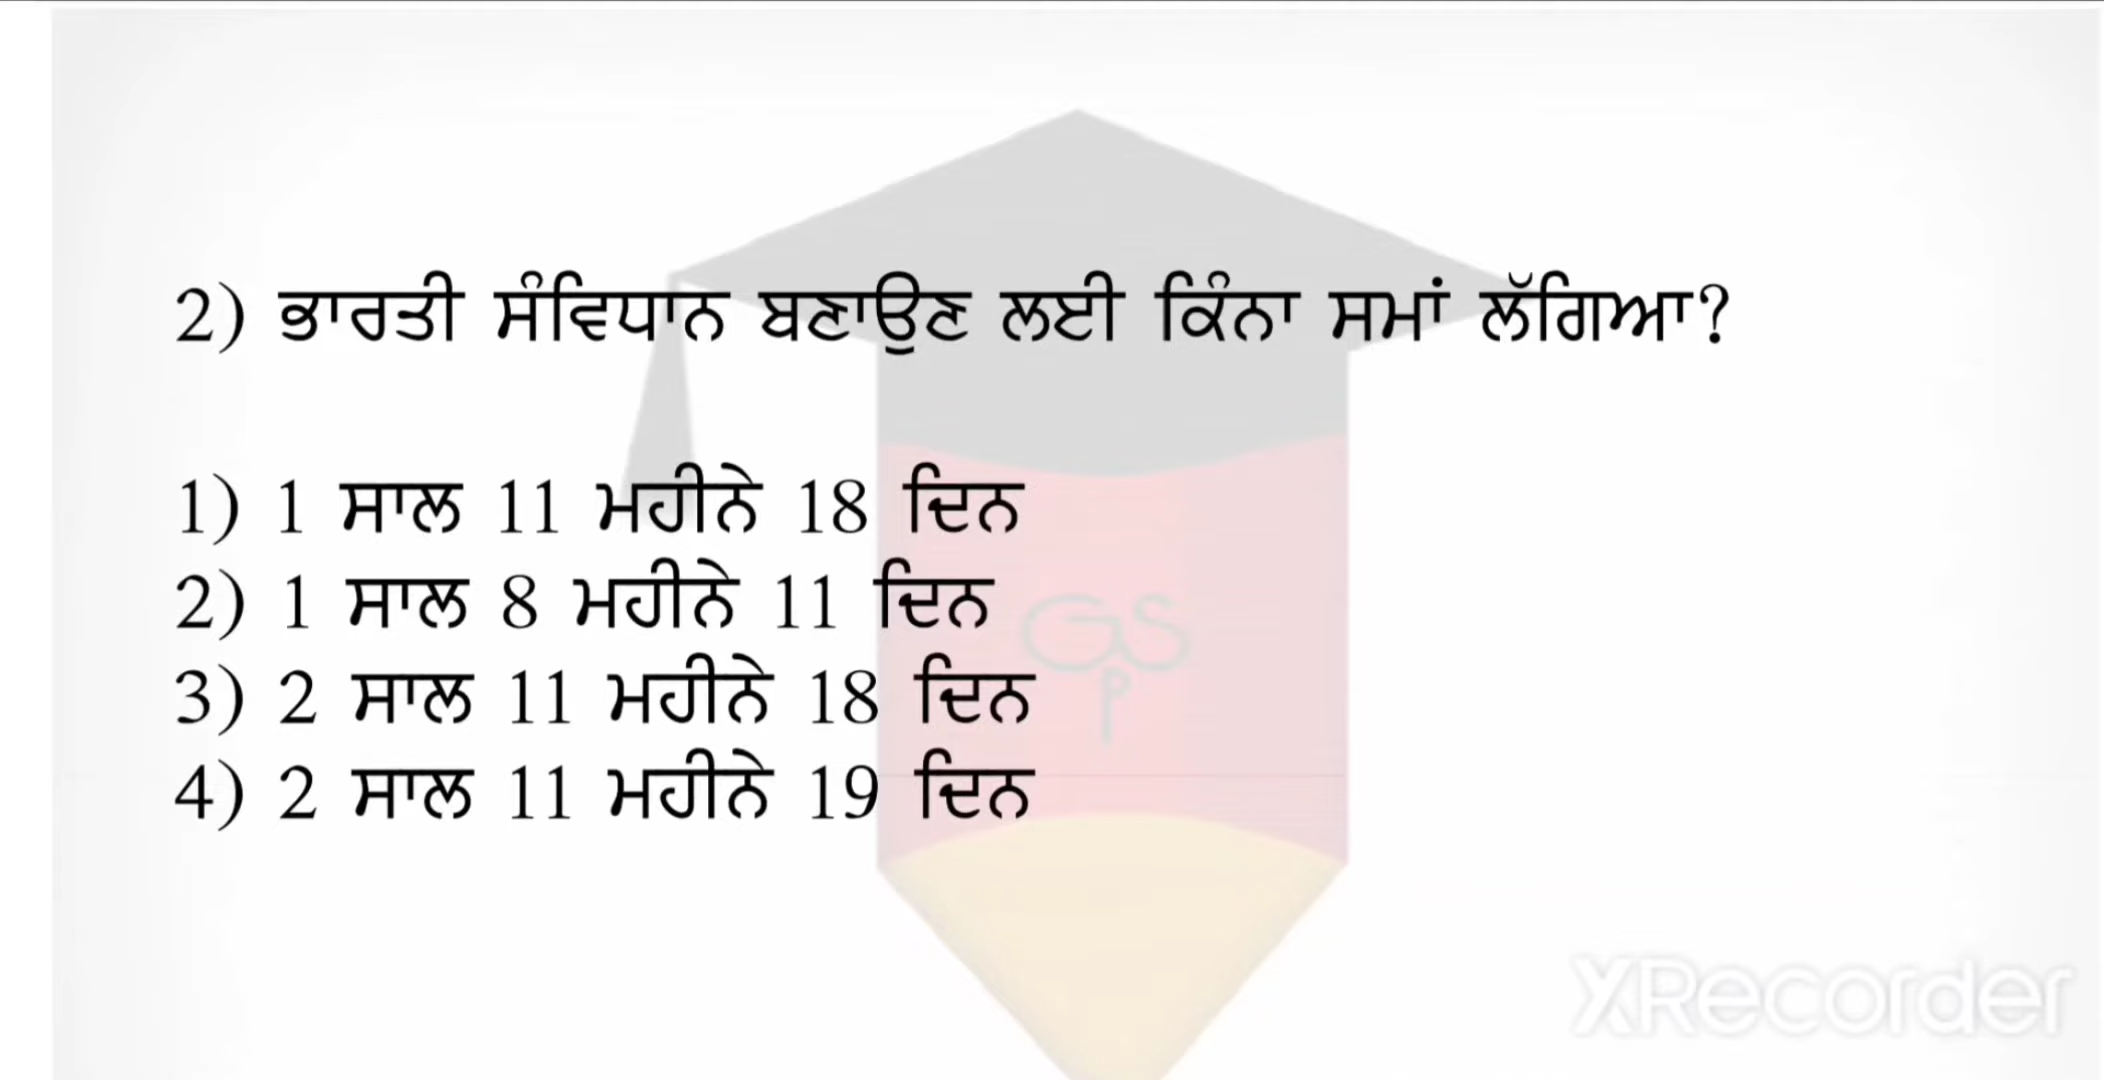 2) ਭਾਰਤੀ ਸੰਵਿਧਾਨ ਬਣਾਉਣ ਲਈ ਕਿੰਨਾ ਸਮਾਂ ਲੱਗਿਆ?
1) 1 ਸਾਲ 11 ਮਹੀਨੇ 18 ਦਿਨ
2) 1 ਸਾਲ 8 ਮਹੀਨੇ 11 ਦਿਨ
3) 2 ਸਾਲ 11 ਮਹੀਨੇ 18 ਦਿਨ
4) 2 ਸਾਲ 11 ਮਹੀਨੇ 19 ਦਿਨ
GS
P
XRecorder